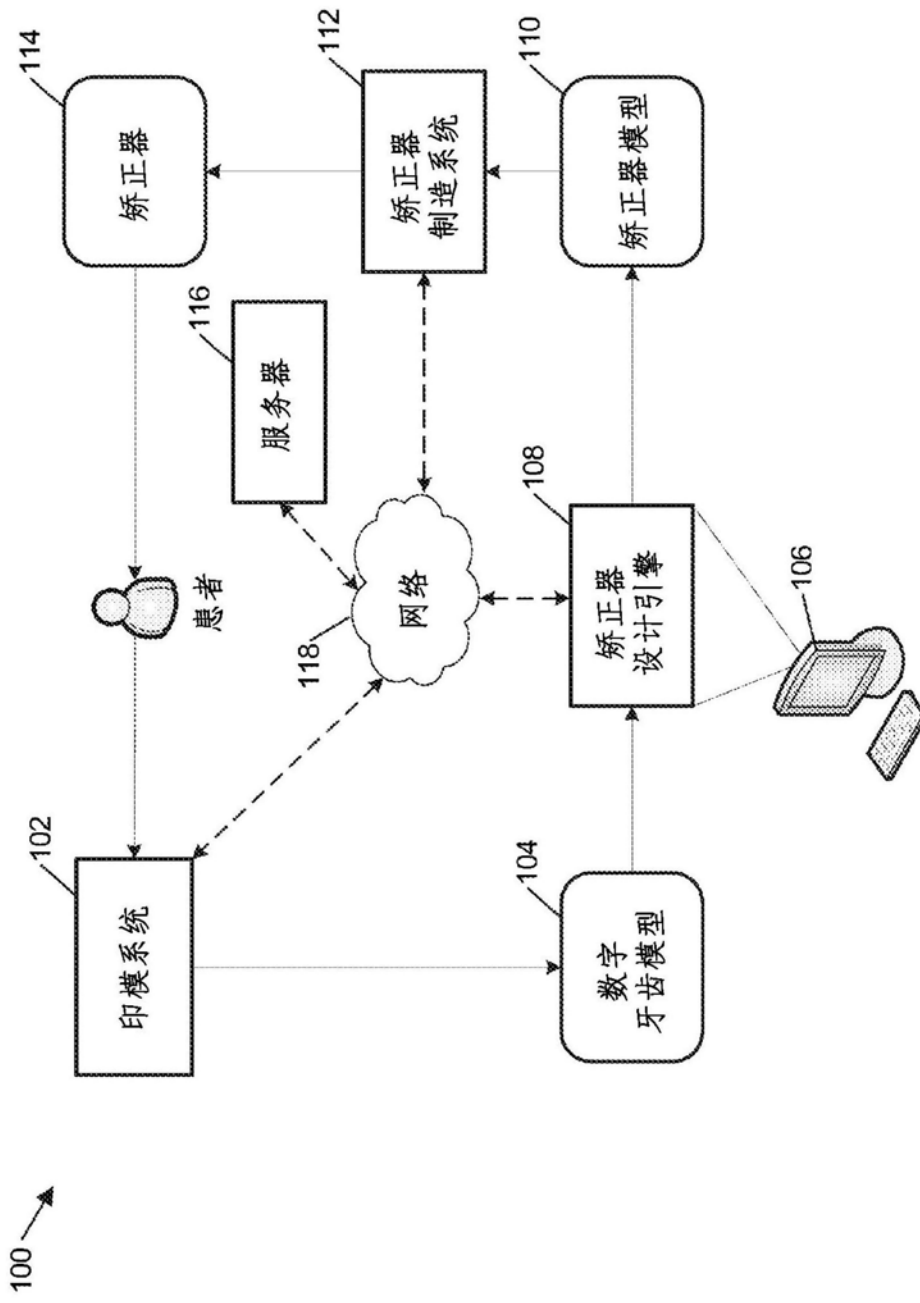 100
102
印模系统
患者
114
矫正器
116
服务器
112
矫正器
制造系统
118
网络
104
数字
牙齿模型
108
矫正器
设计引擎
110
矫正器模型
106